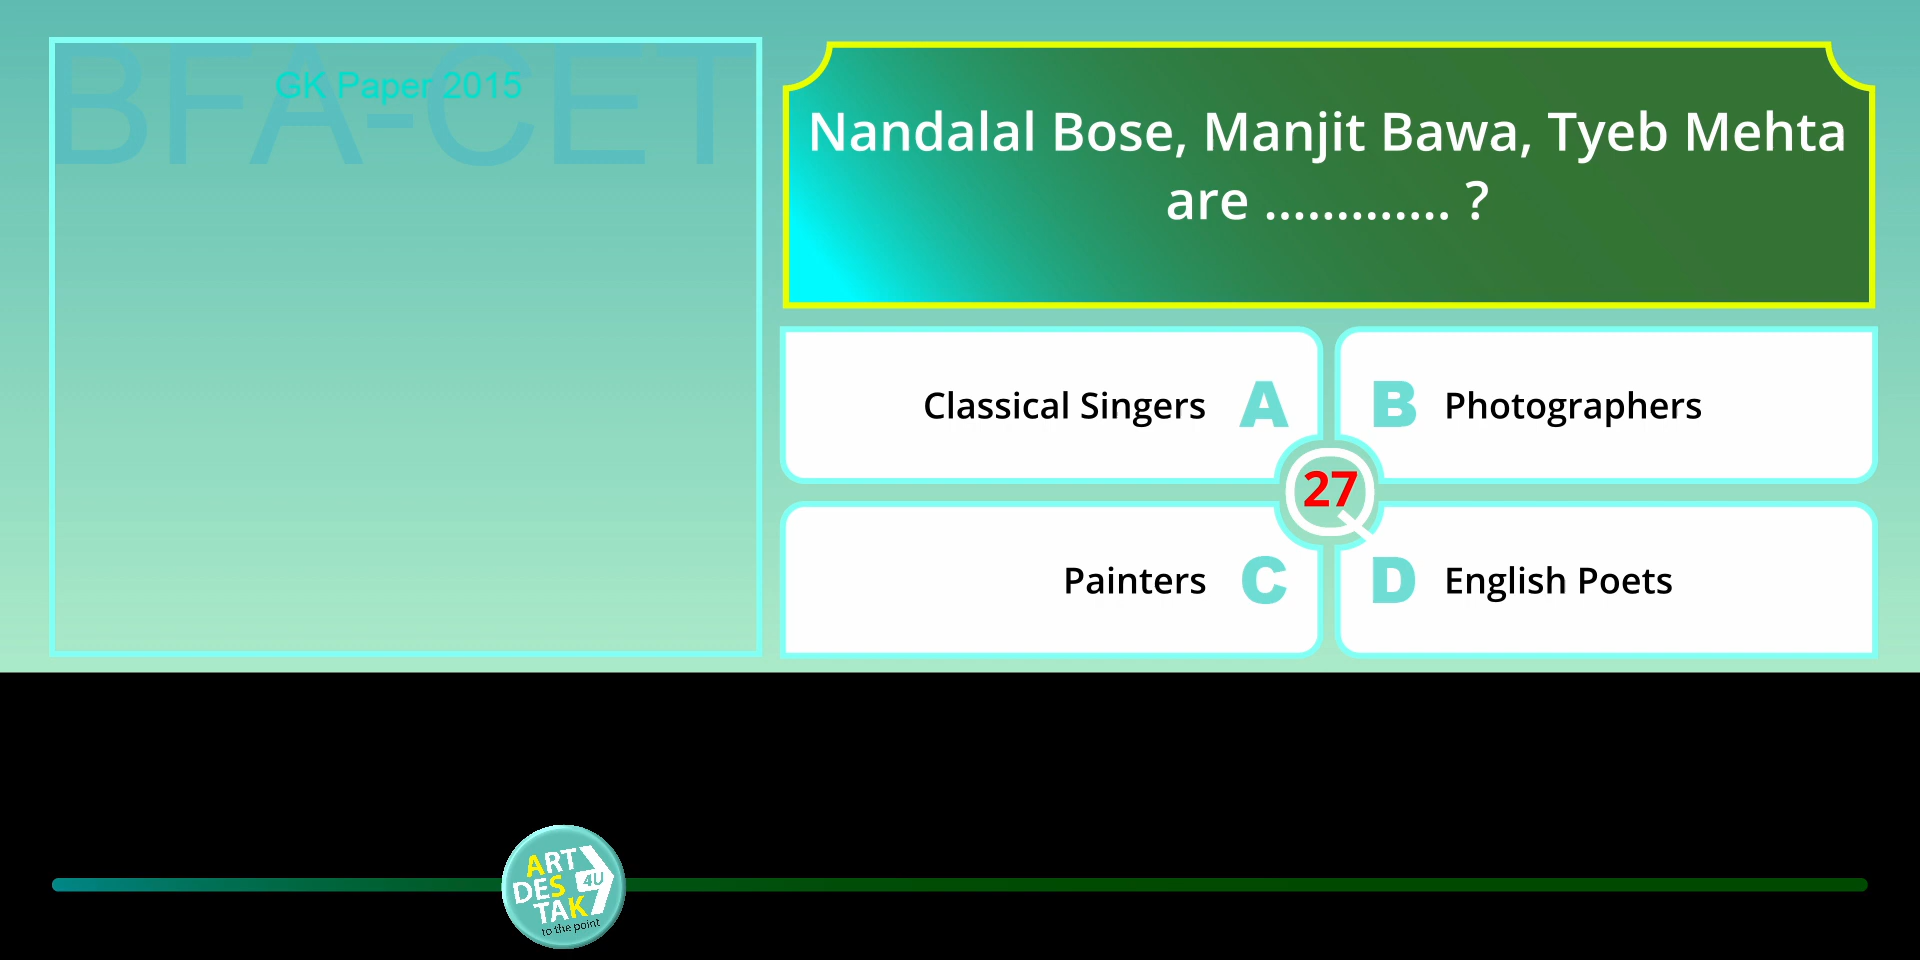 BFA-CET
GK Paper 2015
Nandalal Bose, Manjit Bawa, Tyeb Mehta
are ............. ?
Classical Singers A
B Photographers
27
Painters C
D English Poets
ART
DES 4U
TAK
to the point